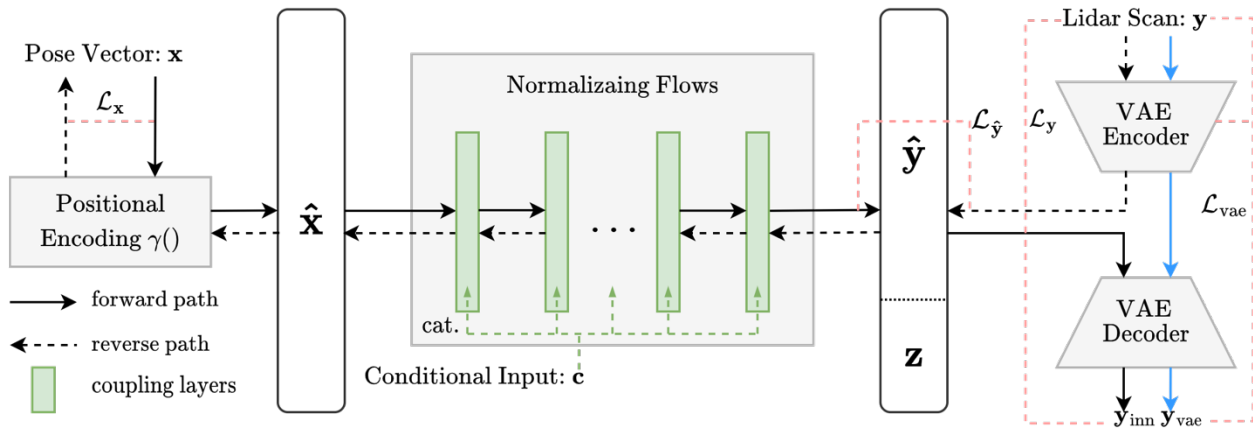 Pose Vector: x
ℒx
Positional
Encoding γ()
forward path
reverse path
coupling layers
x̂
Normalizaing Flows
. . .
cat.
Conditional Input: c
ŷ
z
ℒŷ
Lidar Scan: y
ℒy
VAE
Encoder
ℒvae
VAE
Decoder
yinn yvae